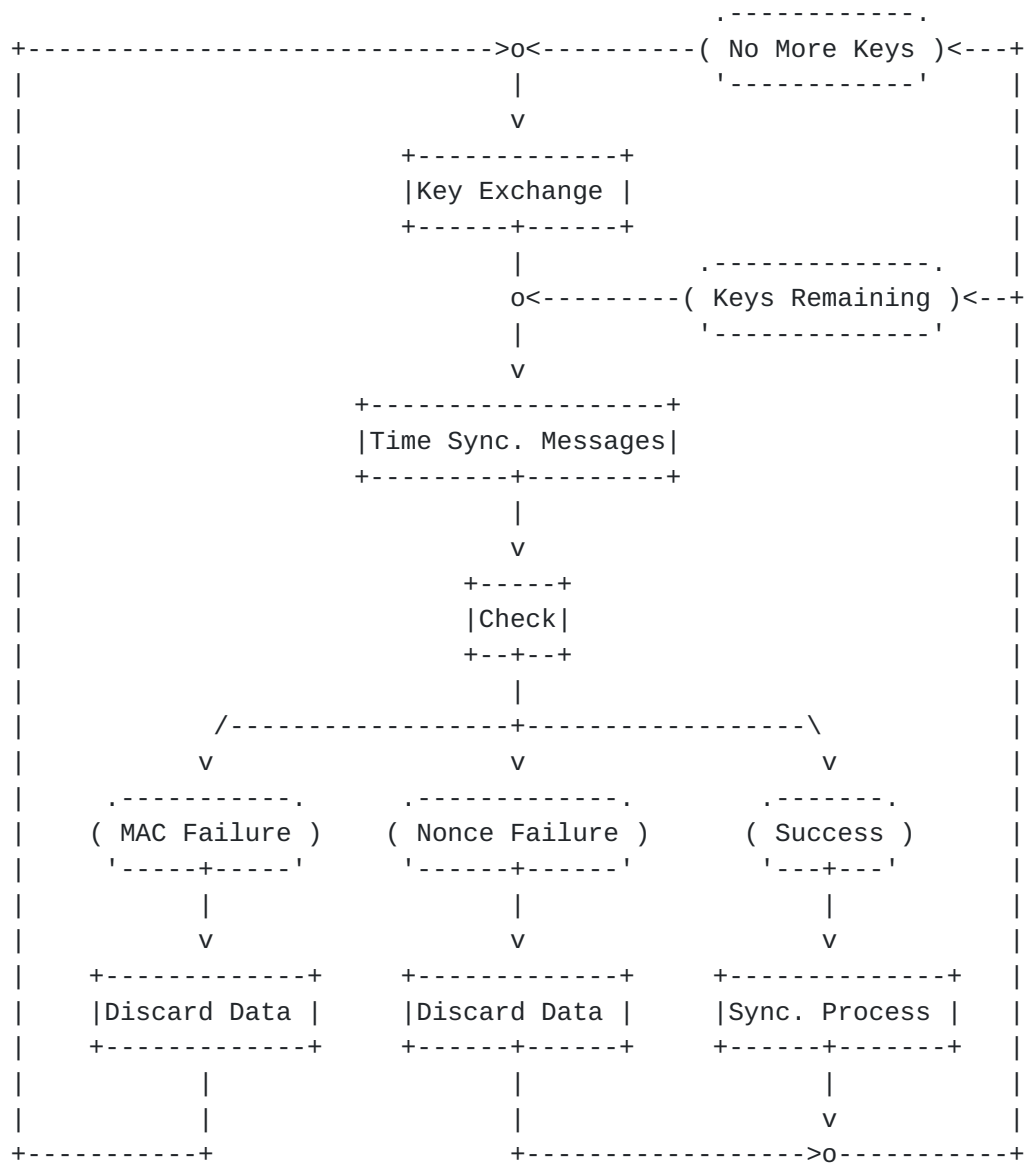 No More Keys
Key Exchange
Keys Remaining
Time Sync. Messages
Check
MAC Failure Nonce Failure Success
Discard Data Discard Data Sync. Process